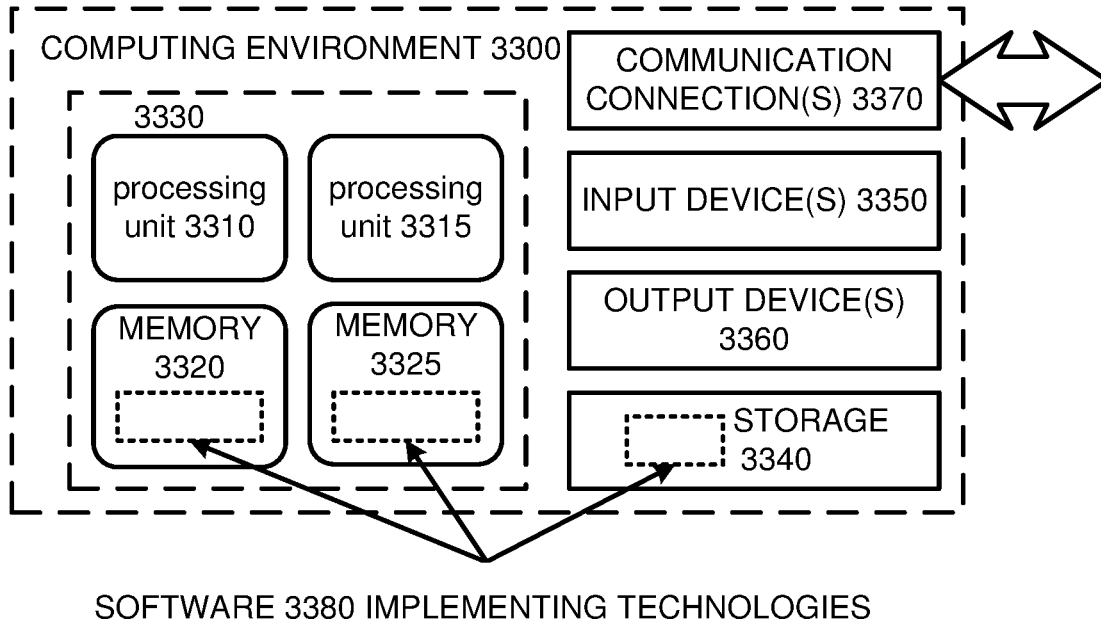 COMPUTING ENVIRONMENT 3300
3330
processing
unit 3310
processing
unit 3315
MEMORY
3320
MEMORY
3325
COMMUNICATION
CONNECTION(S) 3370
INPUT DEVICE(S) 3350
OUTPUT DEVICE(S)
3360
STORAGE
3340
SOFTWARE 3380 IMPLEMENTING TECHNOLOGIES